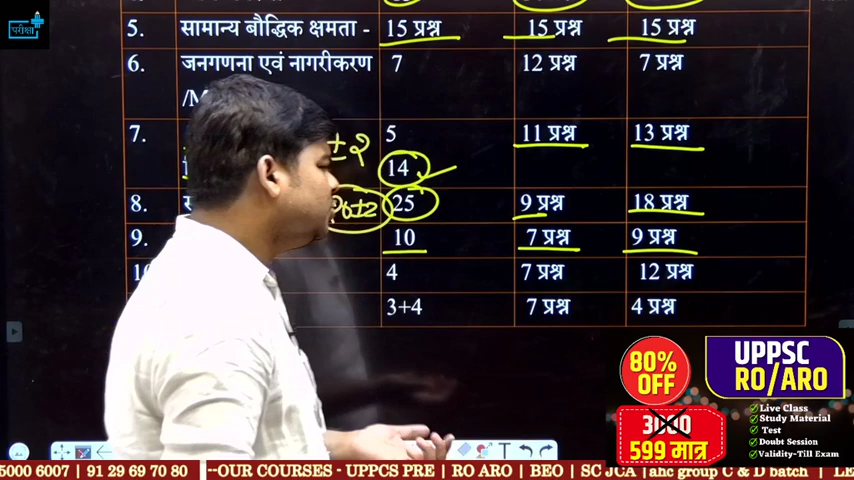 परीक्षा
5. सामान्य बौद्धिक क्षमता - 15 प्रश्न 15 प्रश्न 15 प्रश्न
6. जनगणना एवं नागरीकरण 7 12 प्रश्न 7 प्रश्न
7. 5 11 प्रश्न 13 प्रश्न
±२
14
8. 25 9 प्रश्न 18 प्रश्न
9. 10 7 प्रश्न 9 प्रश्न
4 7 प्रश्न 12 प्रश्न
3+4 7 प्रश्न 4 प्रश्न
80% OFF
UPPSC RO/ARO
3000
599 मात्र
Live Class
Study Material
Test
Doubt Session
Validity-Till Exam
5000 6007 | 91 29 69 70 80 --OUR COURSES - UPPCS PRE | RO ARO | BEO | SC JCA |ahc group C & D batch | LE